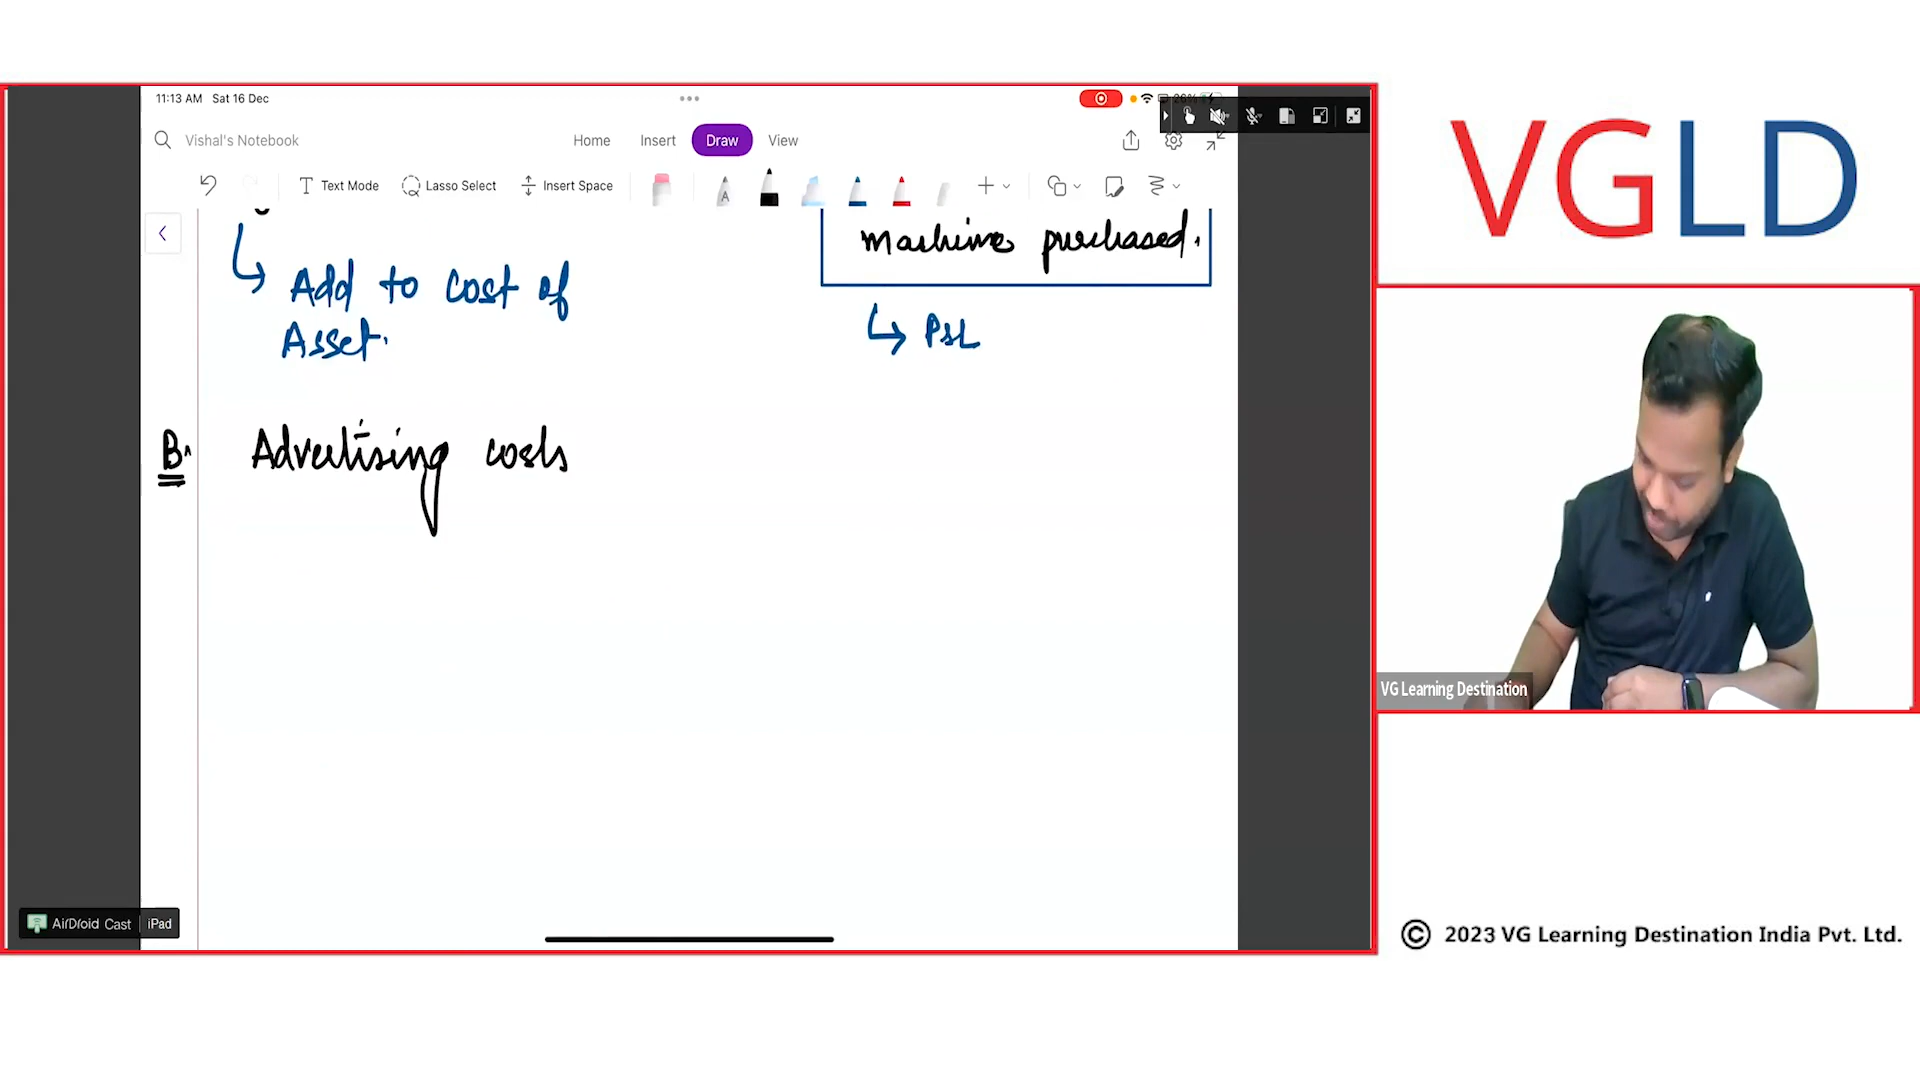 11:13 AM Sat 16 Dec
26%
VGLD
Vishal's Notebook
Home Insert Draw View
Text Mode Lasso Select Insert Space
machine purchased.
↳ Add to cost of
Asset.
↳ P&L
B. Advertising costs
VG Learning Destination
AirDroid Cast iPad
© 2023 VG Learning Destination India Pvt. Ltd.